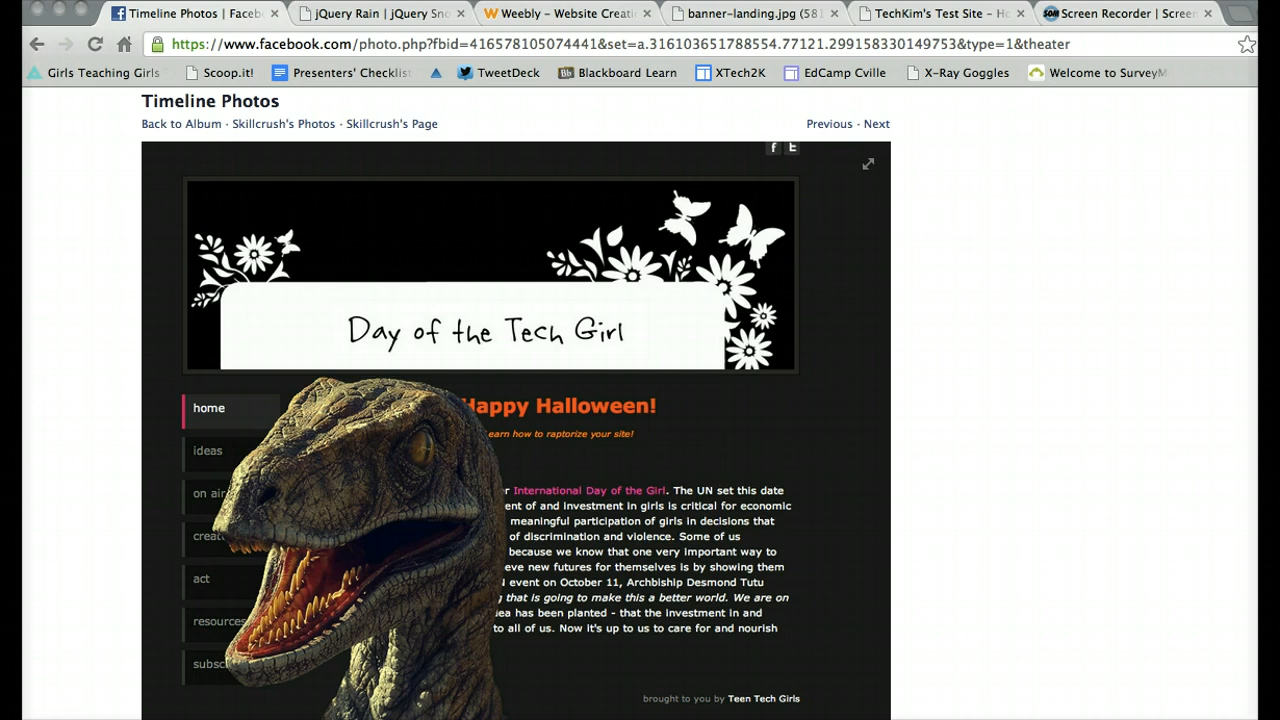 Timeline Photos | Faceb
jQuery Rain | jQuery Sno
Weebly - Website Creati
banner-landing.jpg (581
TechKim's Test Site - Ho
Screen Recorder | Screen
https://www.facebook.com/photo.php?fbid=416578105074441&set=a.316103651788554.77121.299158330149753&type=1&theater
Girls Teaching Girls
Scoop.it!
Presenters' Checklist
TweetDeck
Bb
Blackboard Learn
XTech2K
EdCamp Cville
X-Ray Goggles
Welcome to SurveyM
Timeline Photos
Back to Album · Skillcrush's Photos · Skillcrush's Page
Previous · Next
Day of the Tech Girl
home
ideas
on air
creat
act
resources
subsc
Happy Halloween!
earn how to raptorize your site!
r International Day of the Girl. The UN set this date
ent of and investment in girls is critical for economic
meaningful participation of girls in decisions that
of discrimination and violence. Some of us
because we know that one very important way to
eve new futures for themselves is by showing them
event on October 11, Archbiship Desmond Tutu
g that is going to make this a better world. We are on
dea has been planted - that the investment in and
to all of us. Now it's up to us to care for and nourish
brought to you by Teen Tech Girls